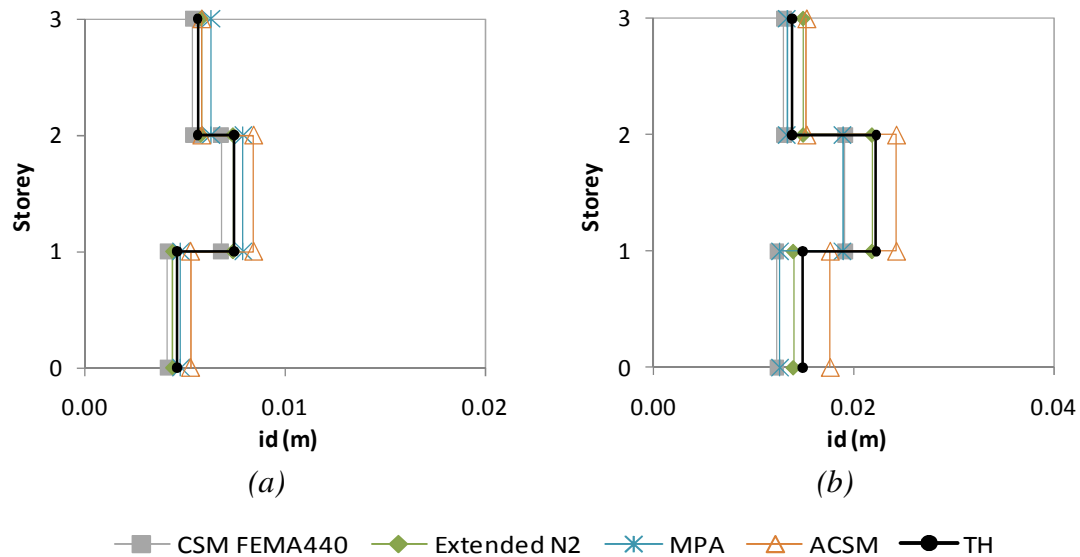 3
2
1
0
Storey
0.00 0.01 0.02
id (m)
(a)
3
2
1
0
Storey
0.00 0.02 0.04
id (m)
(b)
CSM FEMA440 Extended N2 MPA ACSM TH